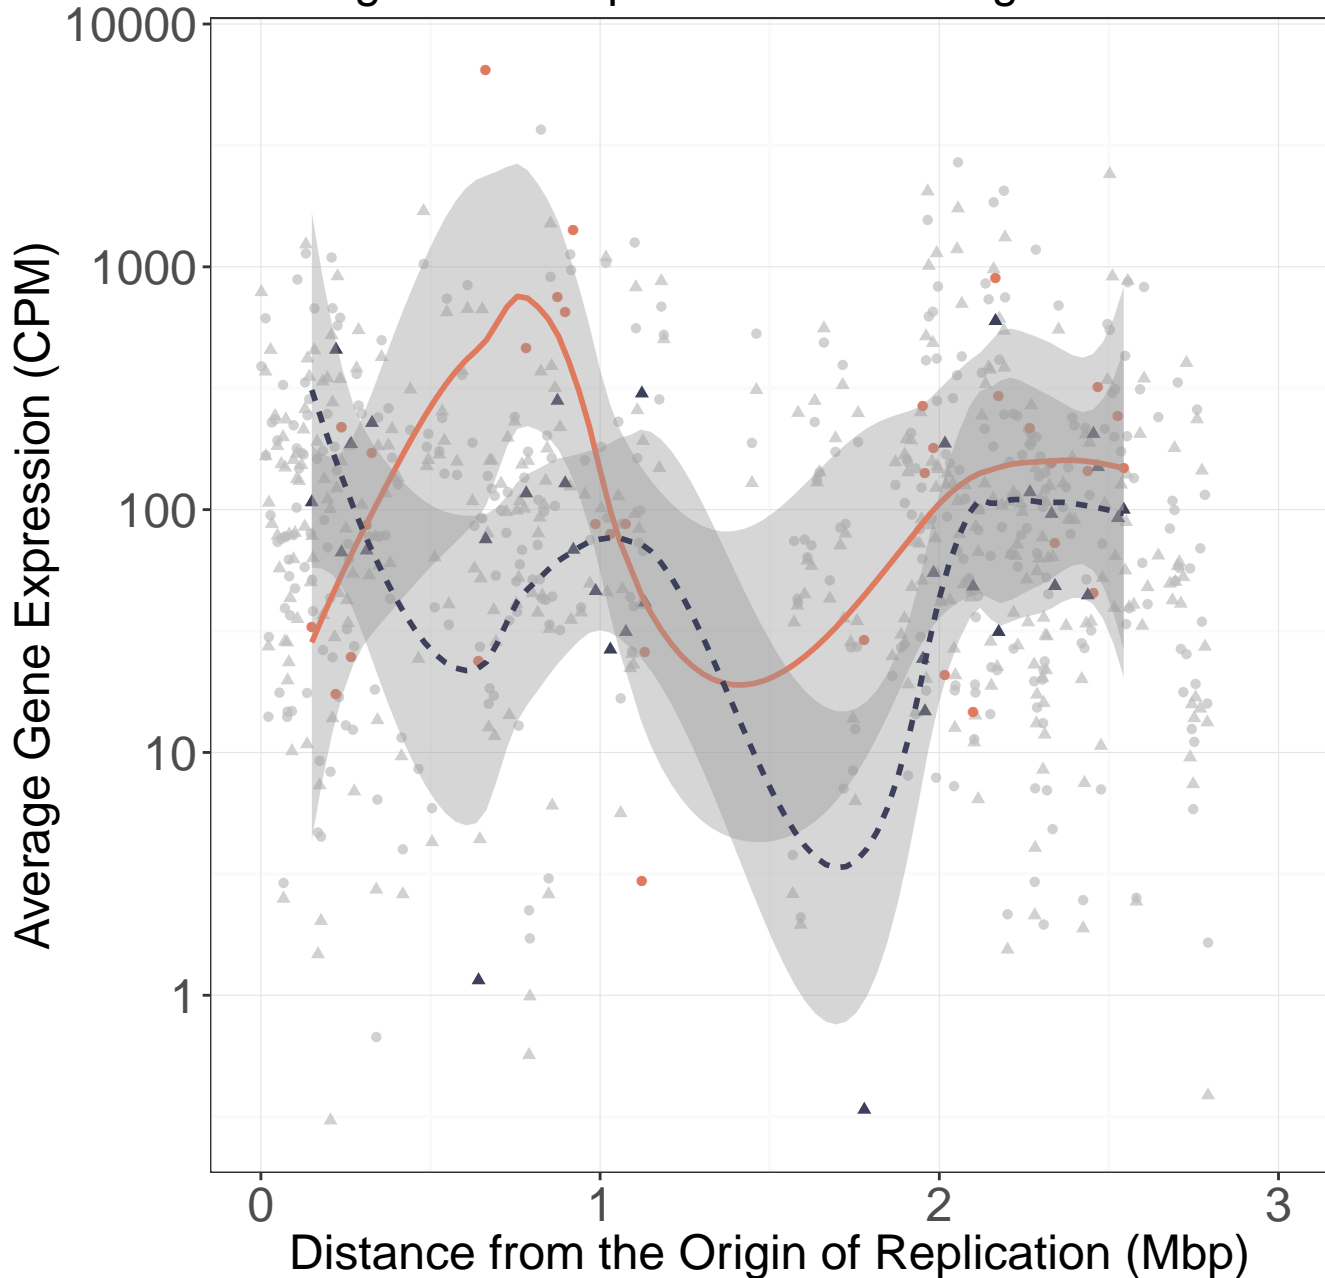 10000
1000
100
10
1
Average Gene Expression (CPM)
0 1 2 3
Distance from the Origin of Replication (Mbp)